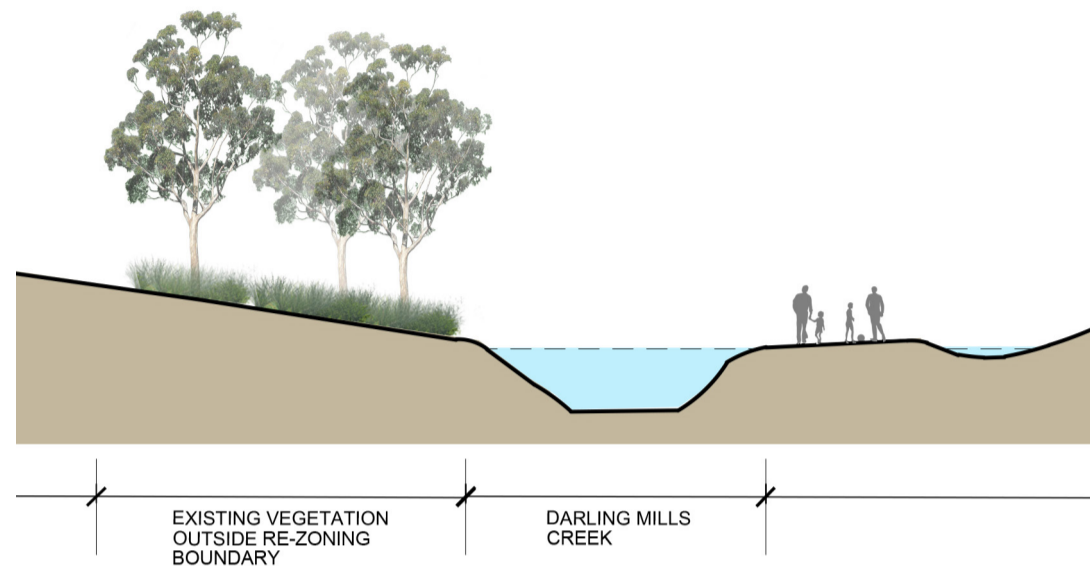 EXISTING VEGETATION
OUTSIDE RE-ZONING
BOUNDARY
DARLING MILLS
CREEK